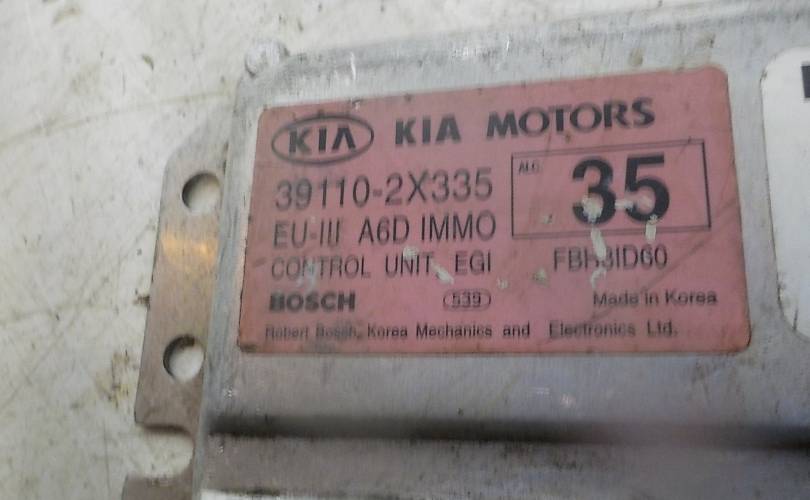 KIA KIA MOTORS
39110-2X335
ALC.
35
EU-III A6D IMMO
CONTROL UNIT, EGI
BOSCH 539 Made in Korea
Robert Bosch, Korea Mechanics and Electronics Ltd.